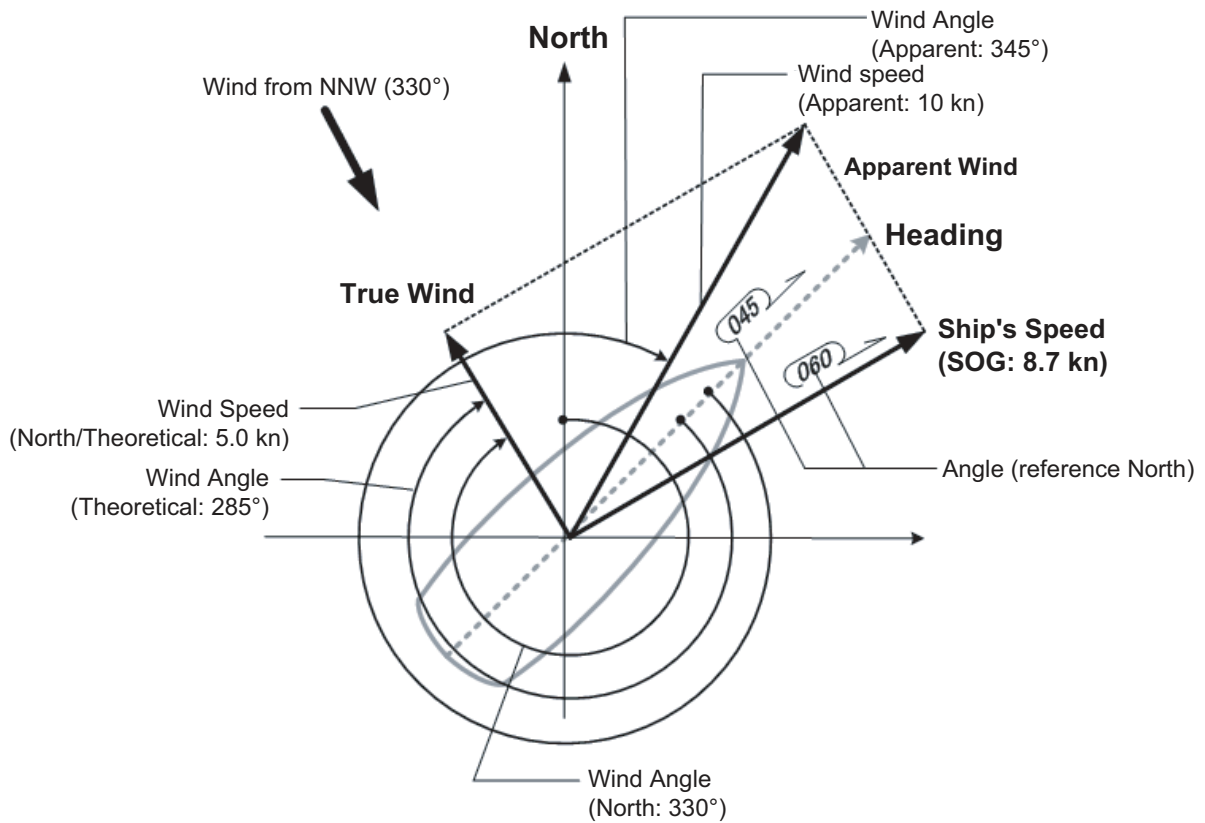 Wind Angle
(Apparent: 345°)
North
Wind speed
(Apparent: 10 kn)
Wind from NNW (330°)
Apparent Wind
Heading
True Wind
045
Ship's Speed
(SOG: 8.7 kn)
060
Wind Speed
(North/Theoretical: 5.0 kn)
Wind Angle
(Theoretical: 285°)
Angle (reference North)
Wind Angle
(North: 330°)